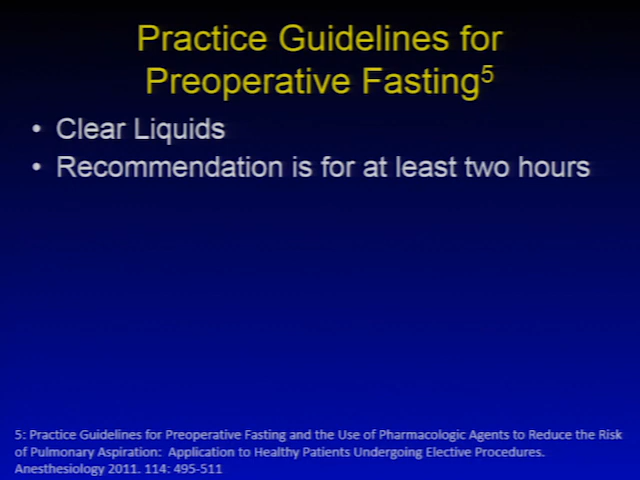 Practice Guidelines for
Preoperative Fasting5
• Clear Liquids
• Recommendation is for at least two hours
5: Practice Guidelines for Preoperative Fasting and the Use of Pharmacologic Agents to Reduce the Risk
of Pulmonary Aspiration:  Application to Healthy Patients Undergoing Elective Procedures.
Anesthesiology 2011. 114: 495-511